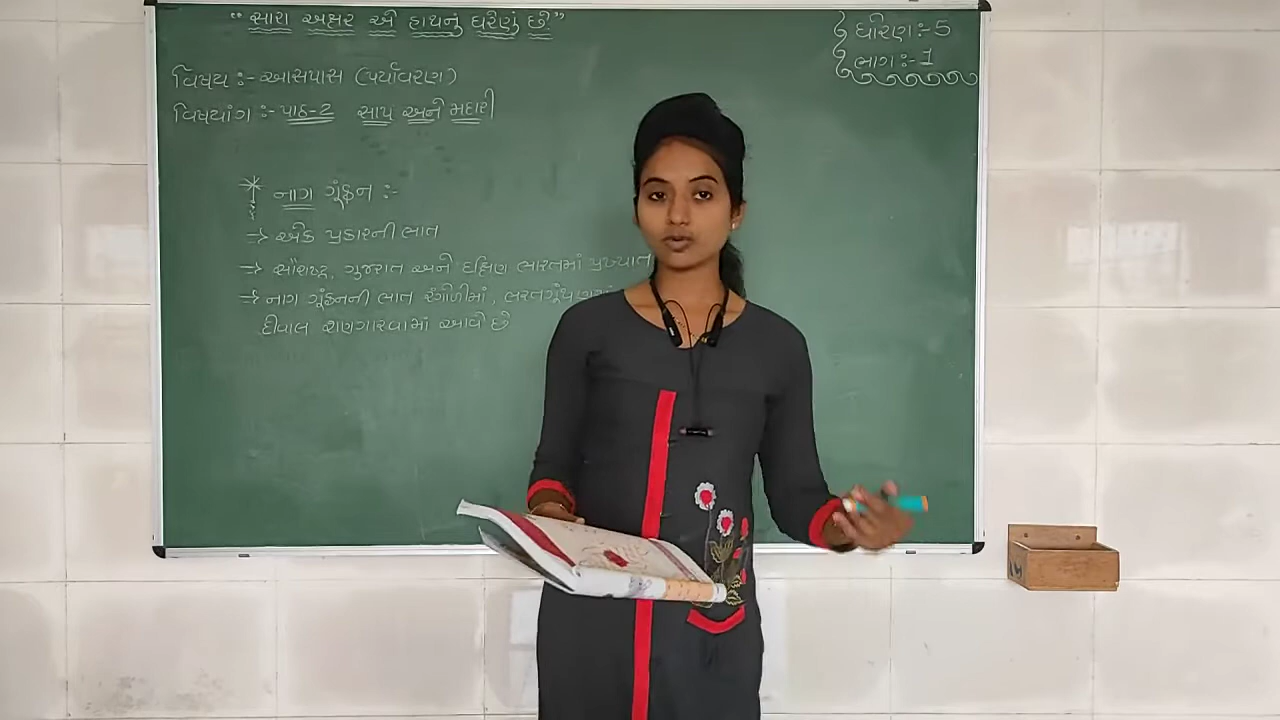 "સારા અક્ષર એ હાથનું ઘરેણું છે."
ધોરણ :- 5
ભાગ :- 1
વિષય :- આસપાસ (પર્યાવરણ)
વિષયાંગ :- પાઠ-2 સાપ અને મદારી
* નાગ ગૂંફન :-
⇒ એક પ્રકારની ભાત
⇒ સૌરાષ્ટ્ર, ગુજરાત અને દક્ષિણ ભારતમાં પ્રખ્યાત
⇒ નાગ ગૂંફનની ભાત રંગોળીમાં, ભરતગૂંથણમાં
દીવાલ શણગારવામાં આવે છે